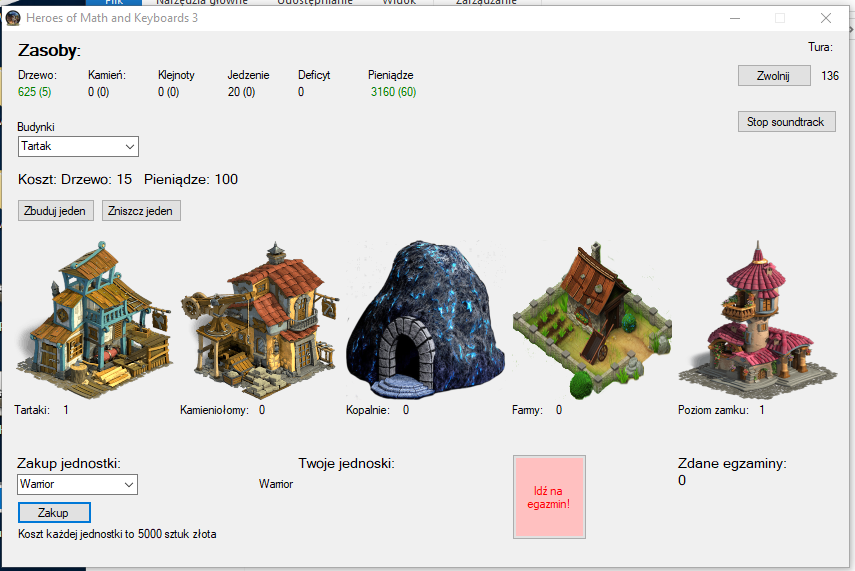 Plik Narzędzia główne Udostępnianie Widok Zarządzanie
Heroes of Math and Keyboards 3
Zasoby:
Tura:
Drzewo: Kamień: Klejnoty Jedzenie Deficyt Pieniądze
625 (5) 0 (0) 0 (0) 20 (0) 0 3160 (60)
Zwolnij 136
Stop soundtrack
Budynki
Tartak
Koszt: Drzewo: 15 Pieniądze: 100
Zbuduj jeden Zniszcz jeden
Tartaki: 1 Kamieniołomy: 0 Kopalnie: 0 Farmy: 0 Poziom zamku: 1
Zakup jednostki: Twoje jednoski: Zdane egzaminy:
Warrior Warrior 0
Idź na
egazmin!
Zakup
Koszt każdej jednostki to 5000 sztuk złota